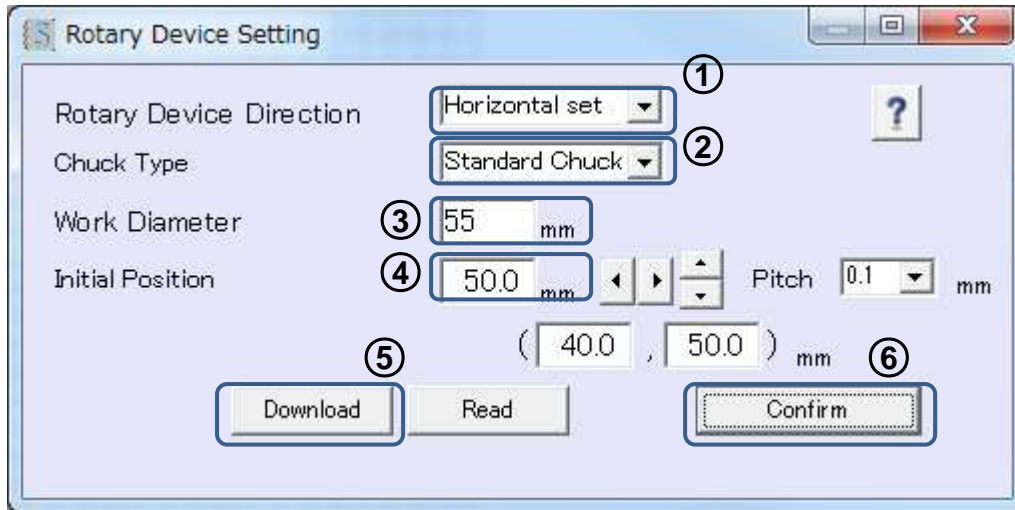 Rotary Device Setting
①
Rotary Device Direction Horizontal set ?
Chuck Type Standard Chuck ②
Work Diameter ③ 55 mm
Initial Position ④ 50.0 mm Pitch 0.1 mm
( 40.0 , 50.0 ) mm
⑤ ⑥
Download Read Confirm